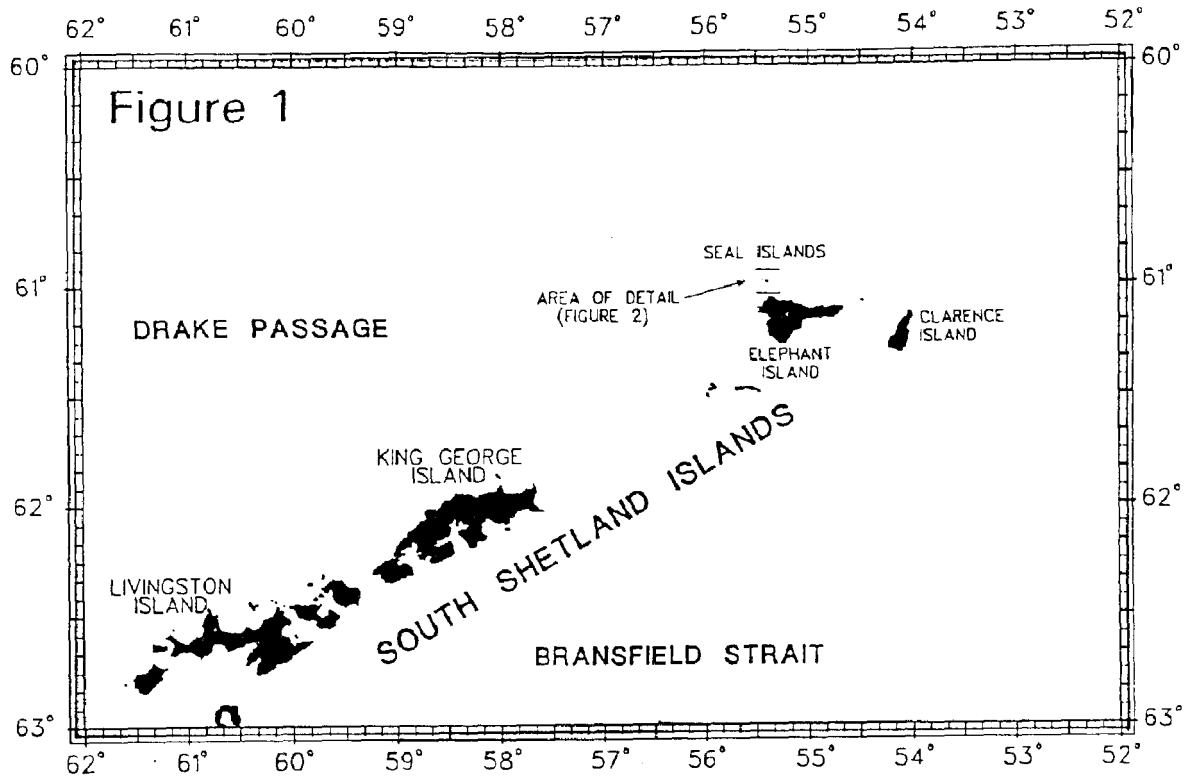 62° 61° 60° 59° 58° 57° 56° 55° 54° 53° 52°
60° 60°
Figure 1
SEAL ISLANDS
61° 61°
AREA OF DETAIL
(FIGURE 2)
DRAKE PASSAGE
CLARENCE
ISLAND
ELEPHANT
ISLAND
KING GEORGE
ISLAND
62° 62°
SOUTH SHETLAND ISLANDS
LIVINGSTON
ISLAND
BRANSFIELD STRAIT
63° 63°
62° 61° 60° 59° 58° 57° 56° 55° 54° 53° 52°